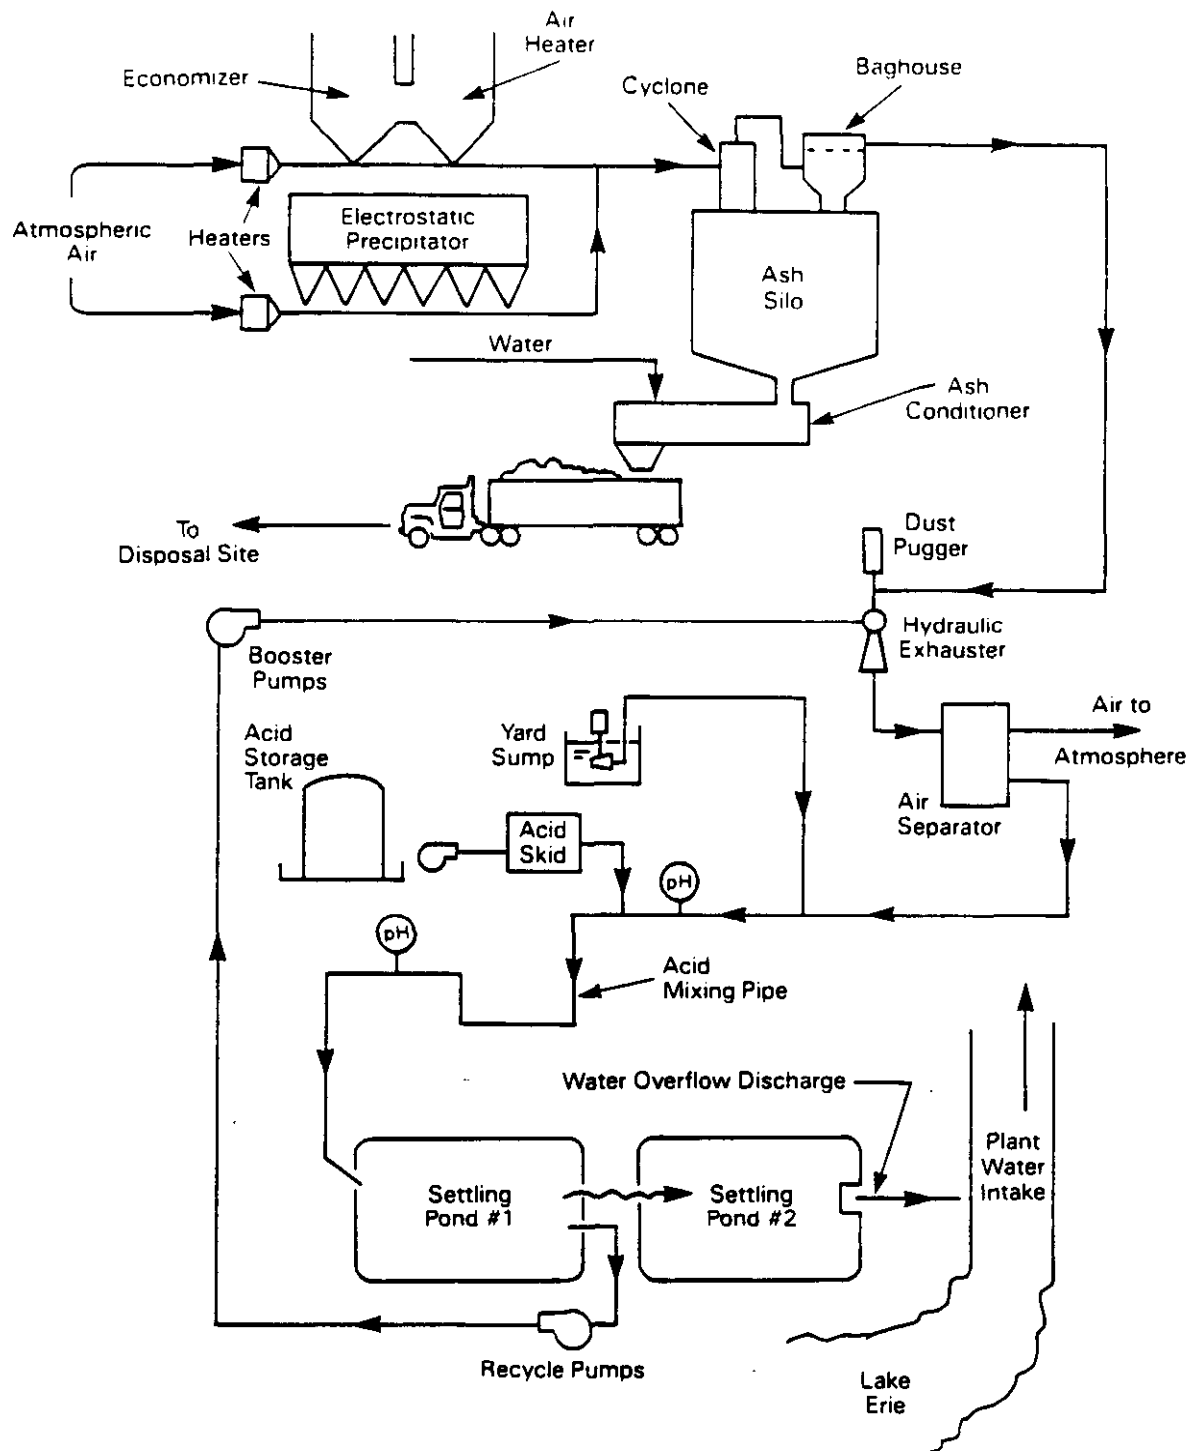 Air
Heater
Economizer
Cyclone
Baghouse
Atmospheric
Air
Heaters
Electrostatic
Precipitator
Ash
Silo
Water
Ash
Conditioner
To
Disposal Site
Dust
Pugger
Hydraulic
Exhauster
Booster
Pumps
Acid
Storage
Tank
Yard
Sump
Air to
Atmosphere
Air
Separator
Acid
Skid
pH
pH
Acid
Mixing Pipe
Water Overflow Discharge
Plant
Water
Intake
Settling
Pond #1
Settling
Pond #2
Recycle Pumps
Lake
Erie